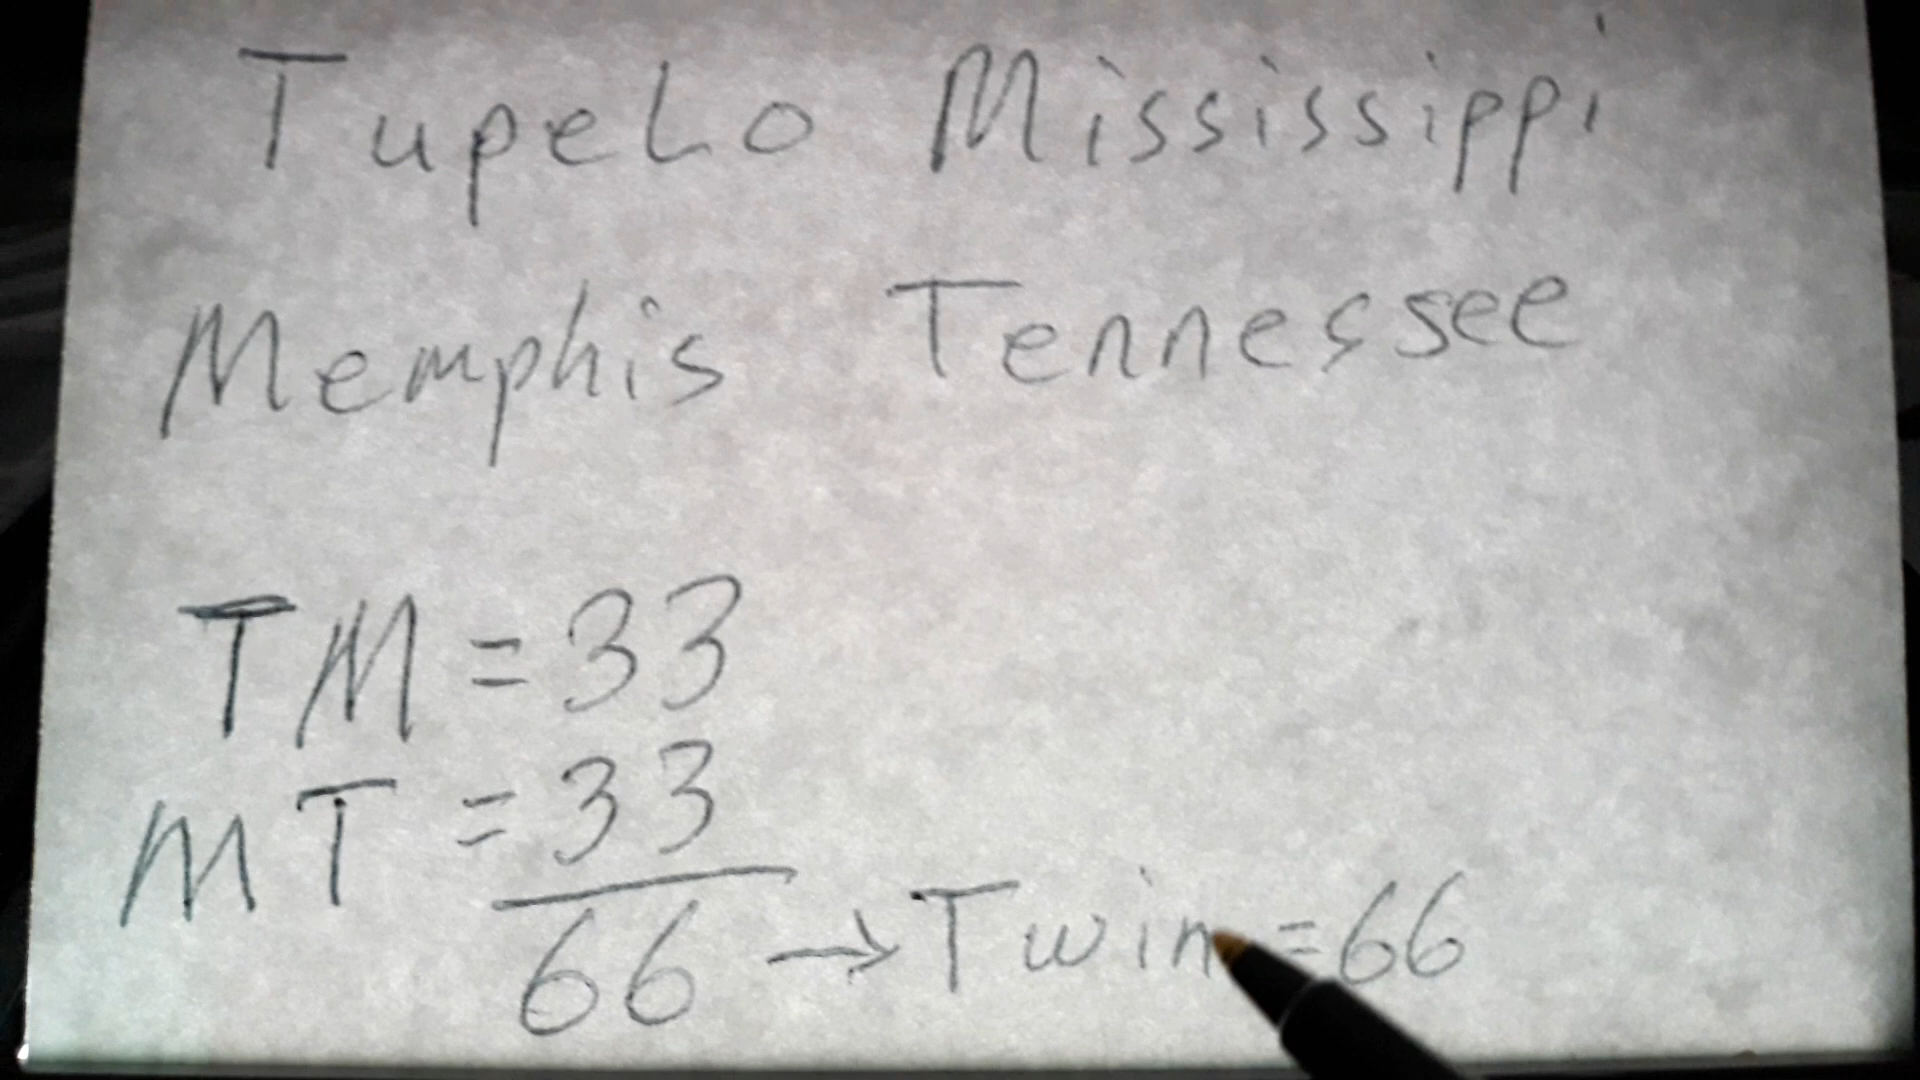 TupeLo Mississippi
Memphis Tennessee
TM = 33
MT = 33
66 → Twin = 66